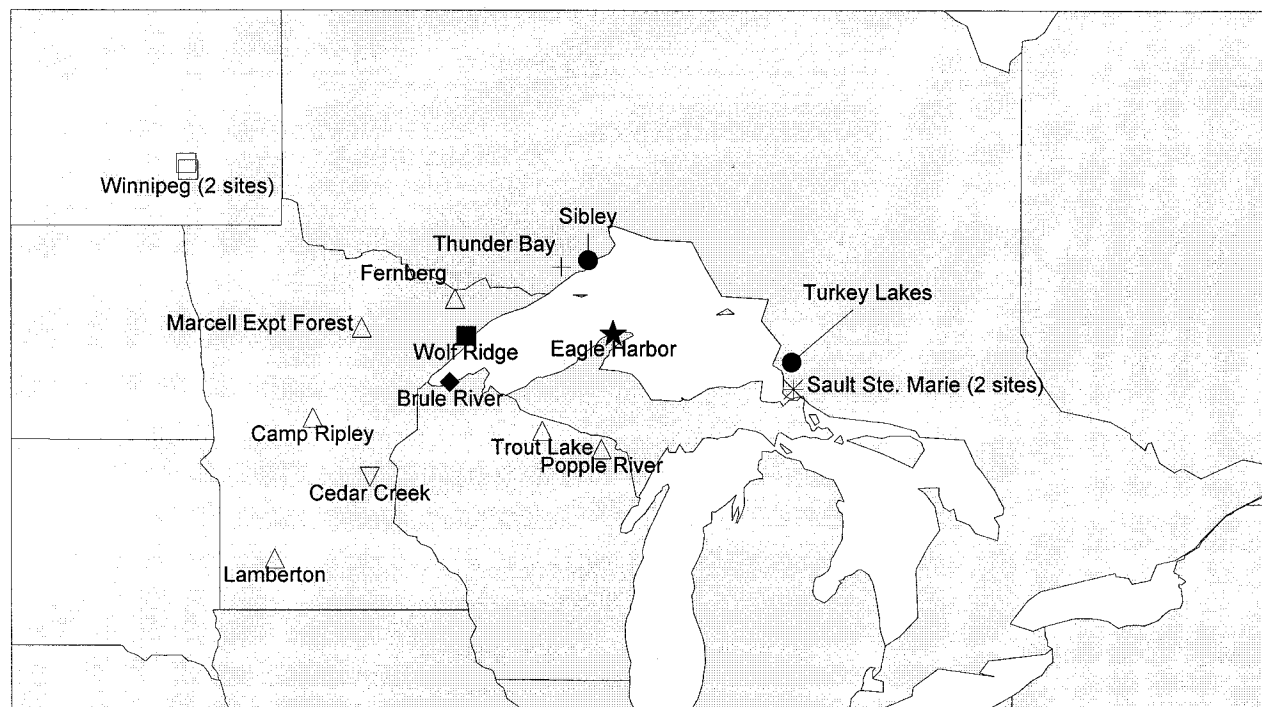 Winnipeg (2 sites)
Sibley
Thunder Bay
Fernberg
Turkey Lakes
Marcell Expt Forest
Wolf Ridge
Eagle Harbor
Sault Ste. Marie (2 sites)
Brule River
Camp Ripley
Trout Lake
Popple River
Cedar Creek
Lamberton